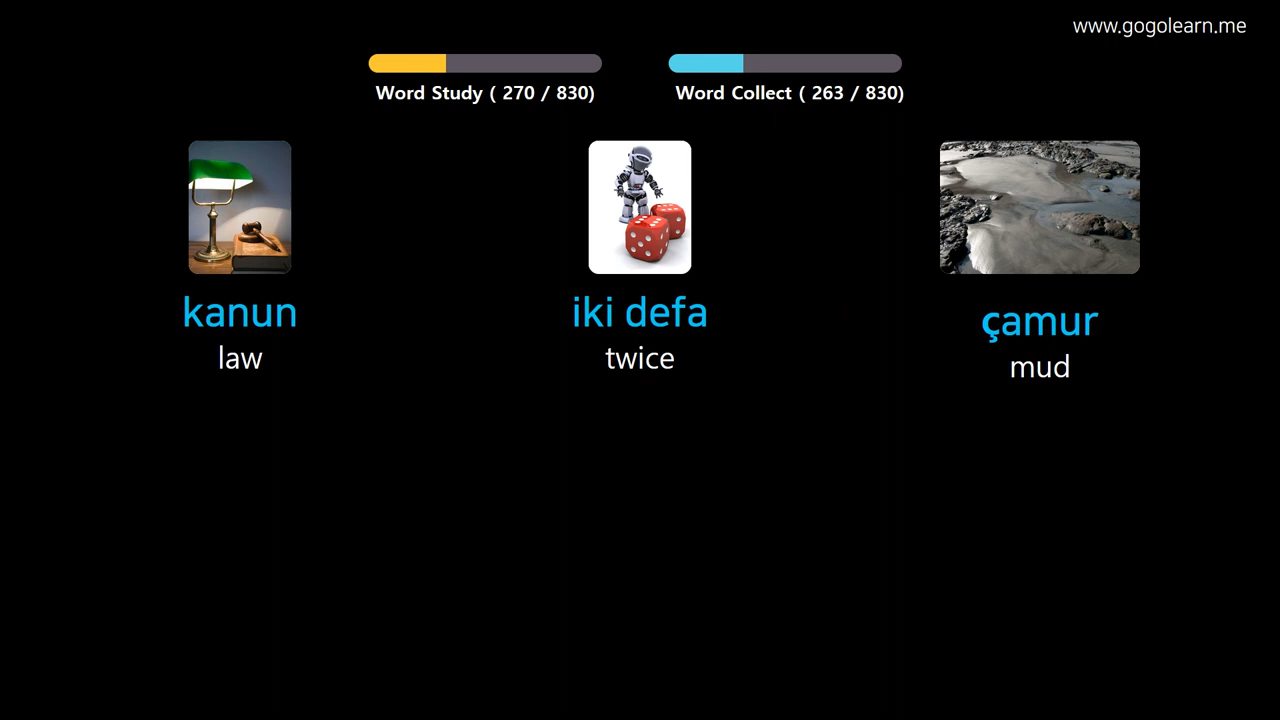 www.gogolearn.me
Word Study ( 270 / 830)
Word Collect ( 263 / 830)
kanun
law
iki defa
twice
çamur
mud